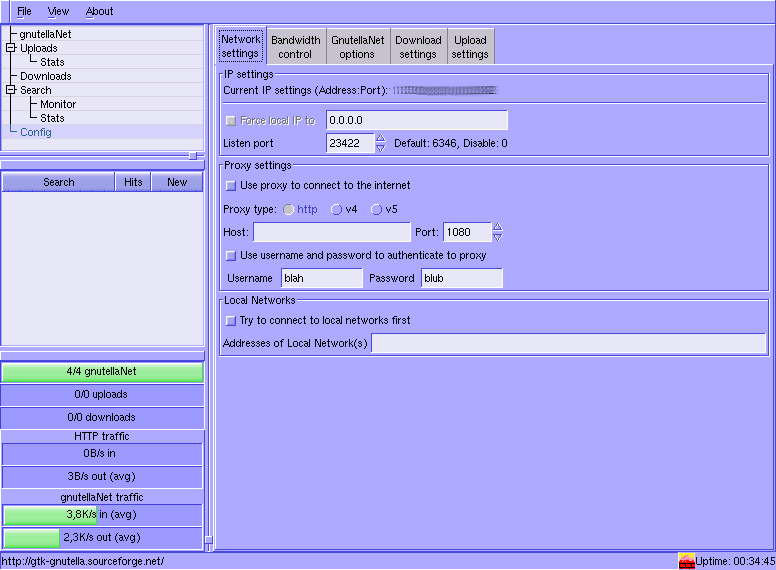 File View About
gnutellaNet
Uploads
Stats
Downloads
Search
Monitor
Stats
Config
Search Hits New
4/4 gnutellaNet
0/0 uploads
0/0 downloads
HTTP traffic
0B/s in
3B/s out (avg)
gnutellaNet traffic
3,8K/s in (avg)
2,3K/s out (avg)
Network settings
Bandwidth control
GnutellaNet options
Download settings
Upload settings
IP settings
Current IP settings (Address:Port):
Force local IP to 0.0.0.0
Listen port 23422 Default: 6346, Disable: 0
Proxy settings
Use proxy to connect to the internet
Proxy type: http v4 v5
Host: Port: 1080
Use username and password to authenticate to proxy
Username blah Password blub
Local Networks
Try to connect to local networks first
Addresses of Local Network(s)
http://gtk-gnutella.sourceforge.net/ Uptime: 00:34:45